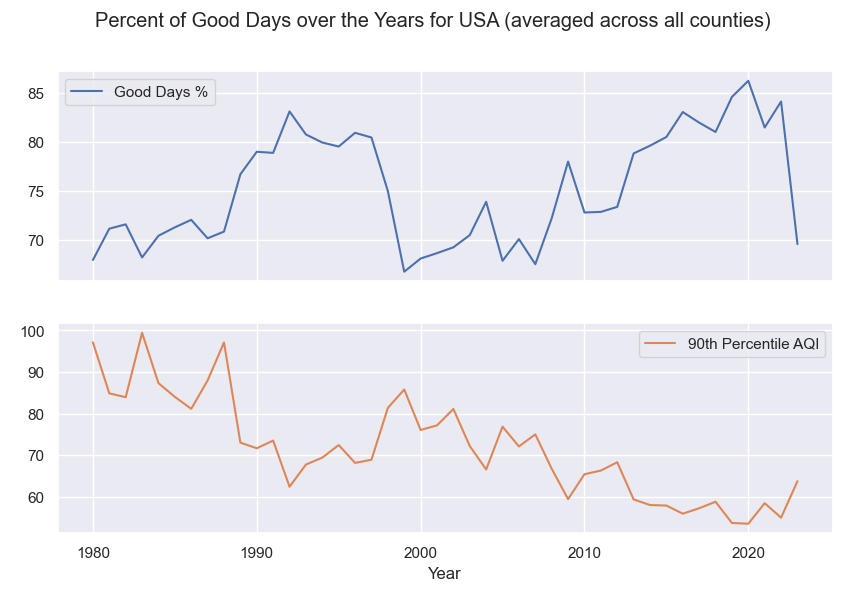 Percent of Good Days over the Years for USA (averaged across all counties)
Good Days %
85
80
75
70
90th Percentile AQI
100
90
80
70
60
1980 1990 2000 2010 2020
Year